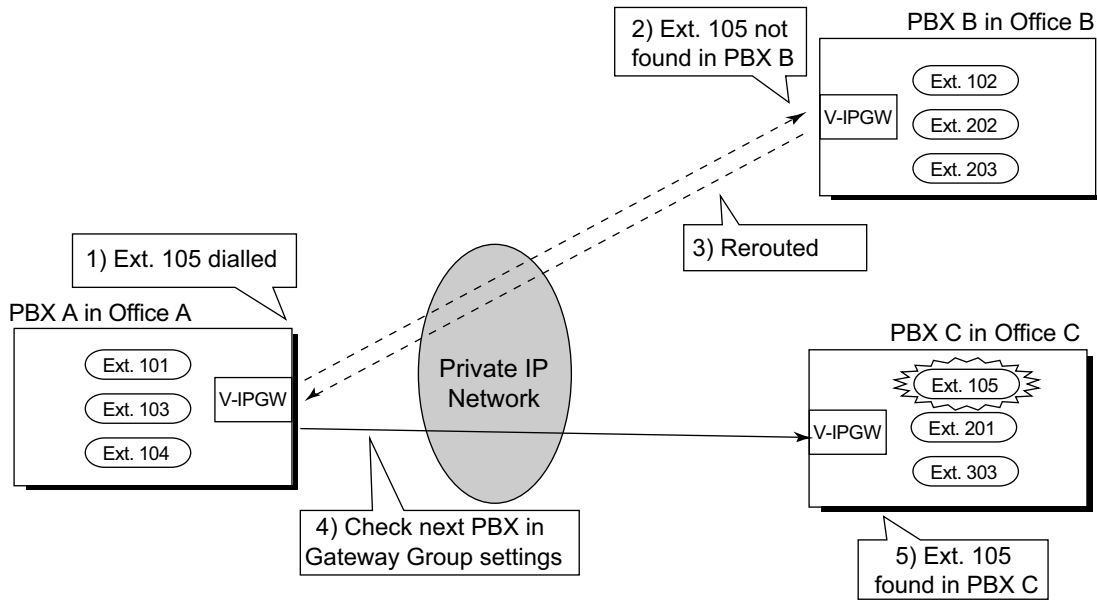 PBX B in Office B
2) Ext. 105 not
found in PBX B
Ext. 102
V-IPGW
Ext. 202
Ext. 203
3) Rerouted
1) Ext. 105 dialled
PBX A in Office A
Ext. 101
V-IPGW
Ext. 103
Ext. 104
Private IP
Network
PBX C in Office C
Ext. 105
V-IPGW
Ext. 201
Ext. 303
4) Check next PBX in
Gateway Group settings
5) Ext. 105
found in PBX C